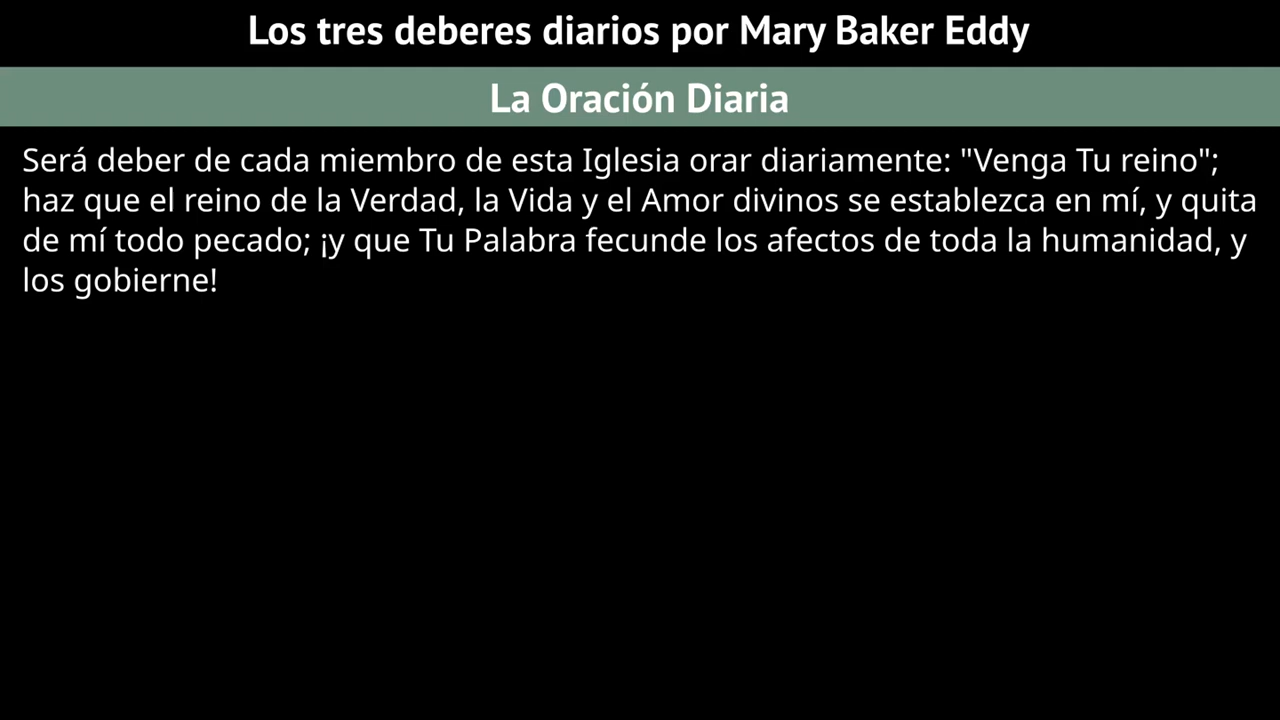 Los tres deberes diarios por Mary Baker Eddy
La Oración Diaria
Será deber de cada miembro de esta Iglesia orar diariamente: "Venga Tu reino";
haz que el reino de la Verdad, la Vida y el Amor divinos se establezca en mí, y quita
de mí todo pecado; ¡y que Tu Palabra fecunde los afectos de toda la humanidad, y
los gobierne!